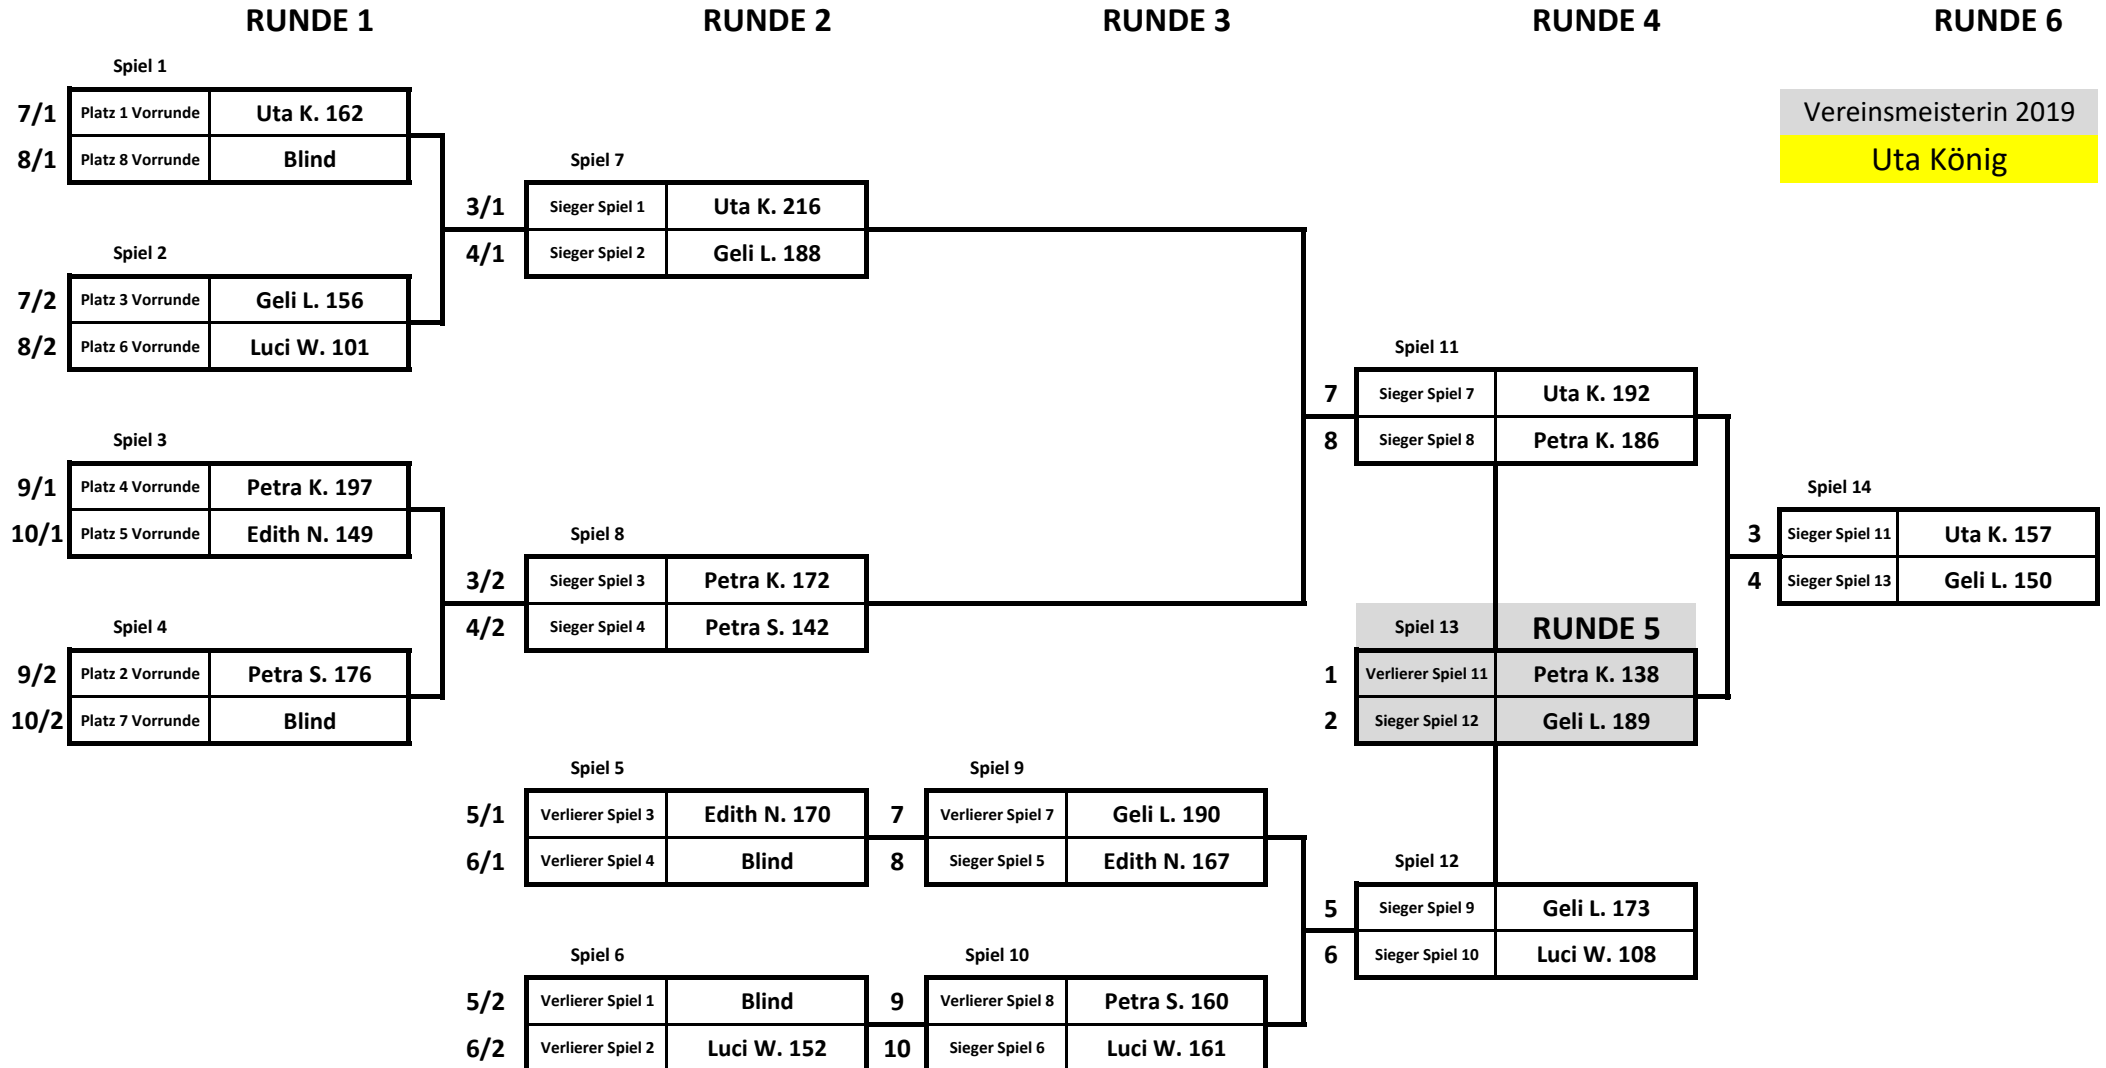 RUNDE 1 RUNDE 2 RUNDE 3 RUNDE 4 RUNDE 6
Spiel 1
7/1 Platz 1 Vorrunde Uta K. 162
8/1 Platz 8 Vorrunde Blind
Vereinsmeisterin 2019
Uta König
Spiel 7
3/1 Sieger Spiel 1 Uta K. 216
4/1 Sieger Spiel 2 Geli L. 188
Spiel 2
7/2 Platz 3 Vorrunde Geli L. 156
8/2 Platz 6 Vorrunde Luci W. 101
Spiel 11
7 Sieger Spiel 7 Uta K. 192
8 Sieger Spiel 8 Petra K. 186
Spiel 3
9/1 Platz 4 Vorrunde Petra K. 197
10/1 Platz 5 Vorrunde Edith N. 149
Spiel 14
3 Sieger Spiel 11 Uta K. 157
4 Sieger Spiel 13 Geli L. 150
Spiel 8
3/2 Sieger Spiel 3 Petra K. 172
4/2 Sieger Spiel 4 Petra S. 142
Spiel 4
9/2 Platz 2 Vorrunde Petra S. 176
10/2 Platz 7 Vorrunde Blind
Spiel 13 RUNDE 5
1 Verlierer Spiel 11 Petra K. 138
2 Sieger Spiel 12 Geli L. 189
Spiel 5
5/1 Verlierer Spiel 3 Edith N. 170
6/1 Verlierer Spiel 4 Blind
Spiel 9
7 Verlierer Spiel 7 Geli L. 190
8 Sieger Spiel 5 Edith N. 167
Spiel 12
5 Sieger Spiel 9 Geli L. 173
6 Sieger Spiel 10 Luci W. 108
Spiel 6
5/2 Verlierer Spiel 1 Blind
6/2 Verlierer Spiel 2 Luci W. 152
Spiel 10
9 Verlierer Spiel 8 Petra S. 160
10 Sieger Spiel 6 Luci W. 161